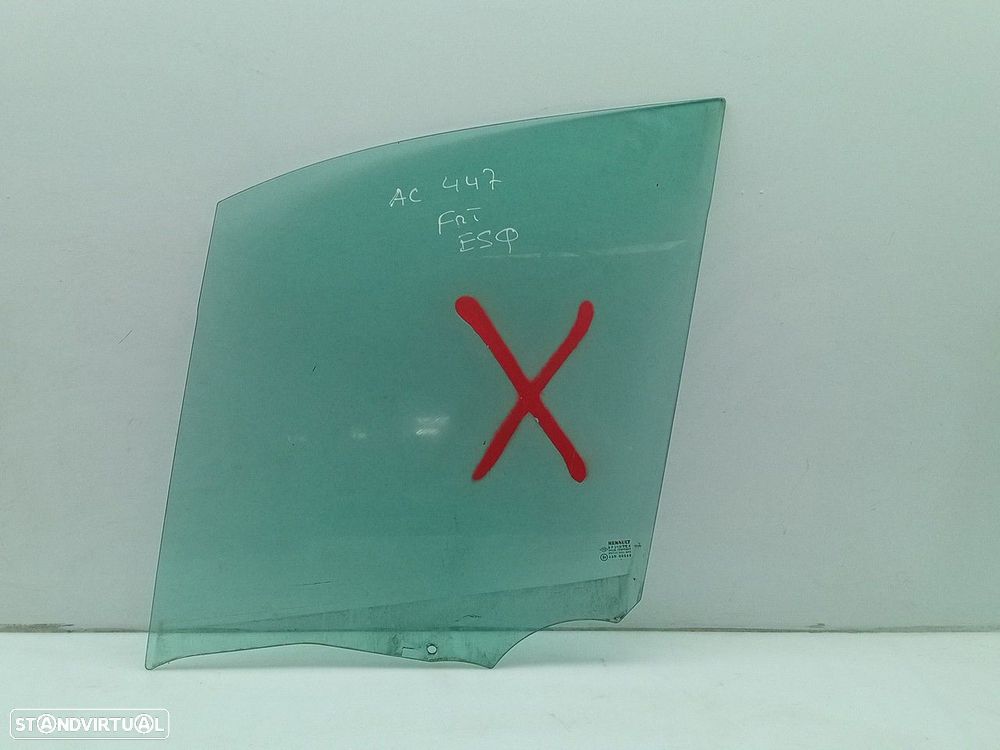 AC 447
FRT
ESQ
RENAULT
STANDVIRTUAL